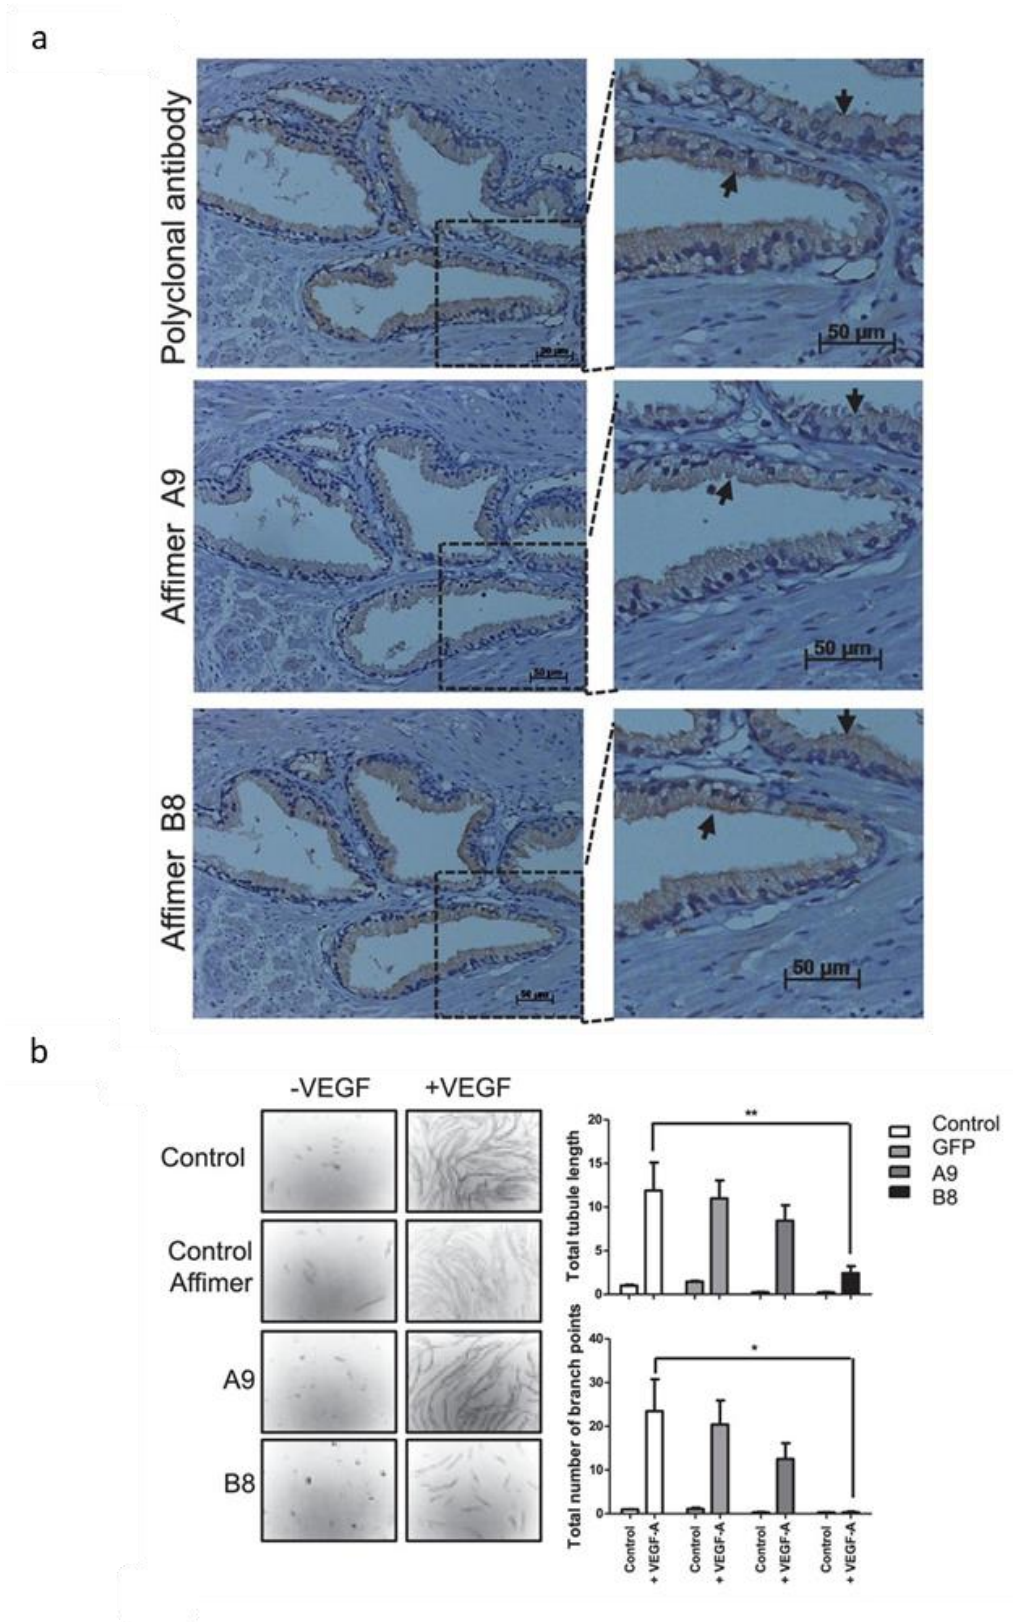 a
Polyclonal antibody
50 µm
50 µm
Affimer A9
50 µm
50 µm
Affimer B8
50 µm
50 µm
b
-VEGF +VEGF
Control
Control
Affimer
A9
B8
Total tubule length
20
15
10
5
0
**
Control
GFP
A9
B8
Total number of branch points
40
30
20
10
0
*
Control
+ VEGF-A
Control
+ VEGF-A
Control
+ VEGF-A
Control
+ VEGF-A